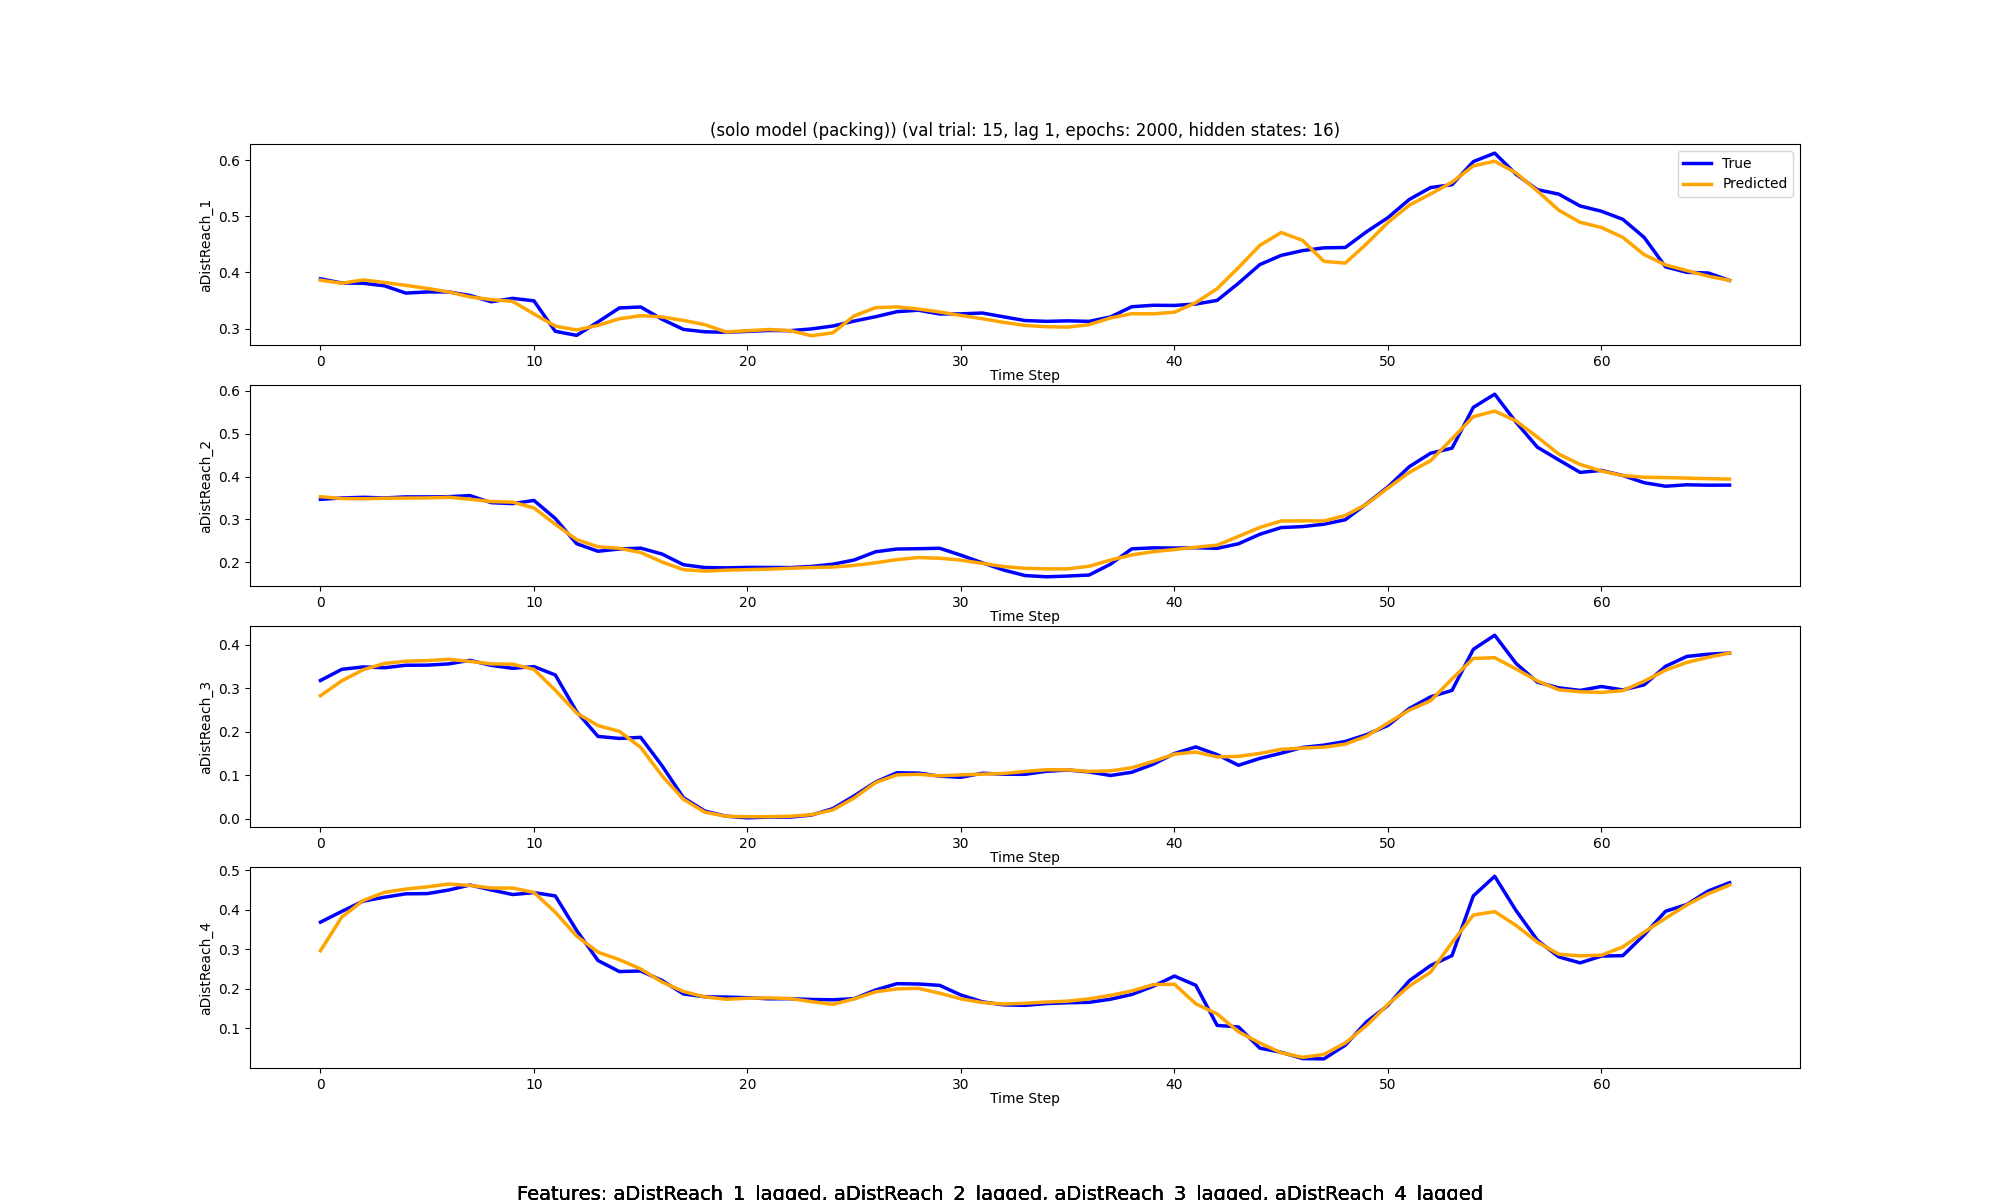 (solo model (packing)) (val trial: 15, lag 1, epochs: 2000, hidden states: 16)
True
Predicted
aDistReach_1
0.6
0.5
0.4
0.3
0 10 20 30 40 50 60
Time Step
aDistReach_2
0.6
0.5
0.4
0.3
0.2
0 10 20 30 40 50 60
Time Step
aDistReach_3
0.4
0.3
0.2
0.1
0.0
0 10 20 30 40 50 60
Time Step
aDistReach_4
0.5
0.4
0.3
0.2
0.1
0 10 20 30 40 50 60
Time Step
Features: aDistReach_1_lagged, aDistReach_2_lagged, aDistReach_3_lagged, aDistReach_4_lagged